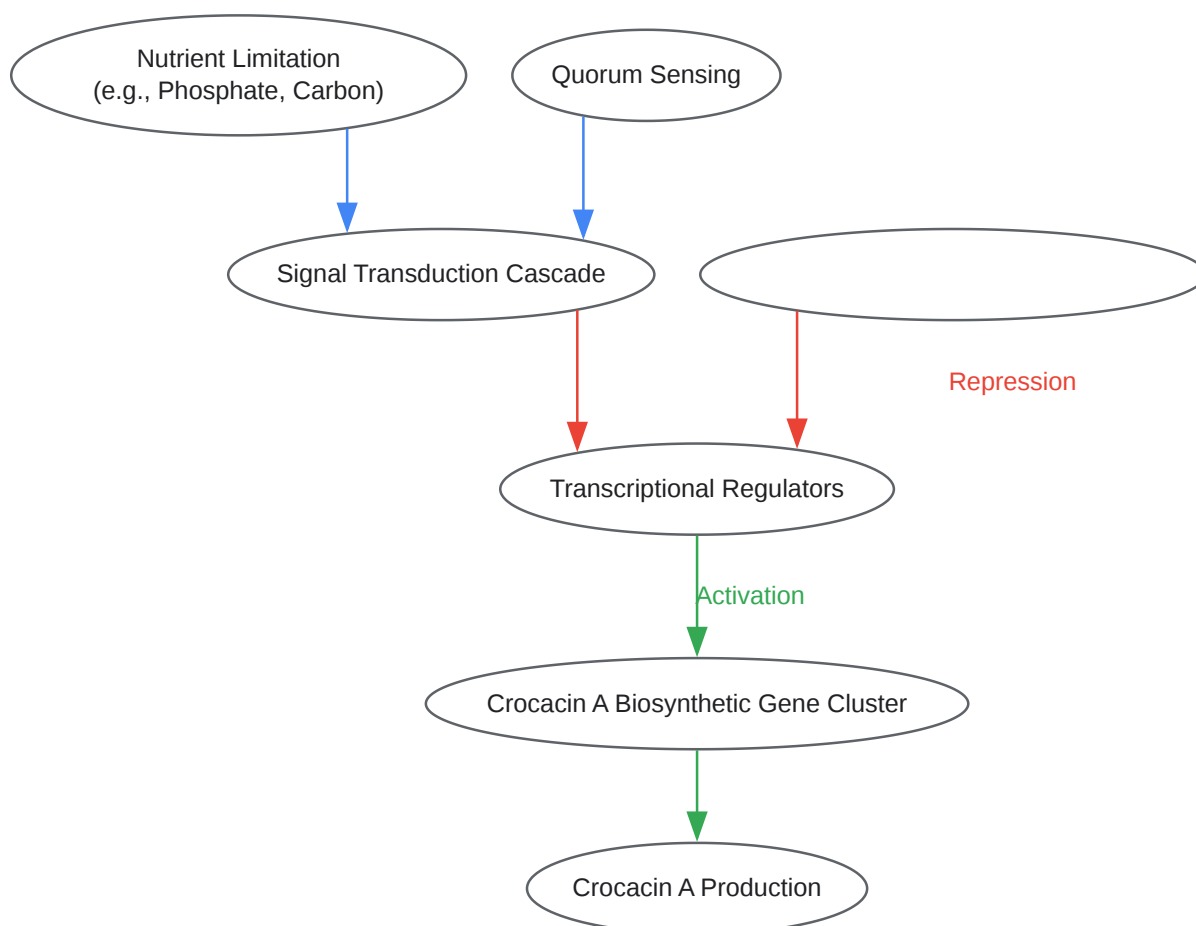 Nutrient Limitation
(e.g., Phosphate, Carbon)
Quorum Sensing
Signal Transduction Cascade
Repression
Transcriptional Regulators
Activation
Crocacin A Biosynthetic Gene Cluster
Crocacin A Production